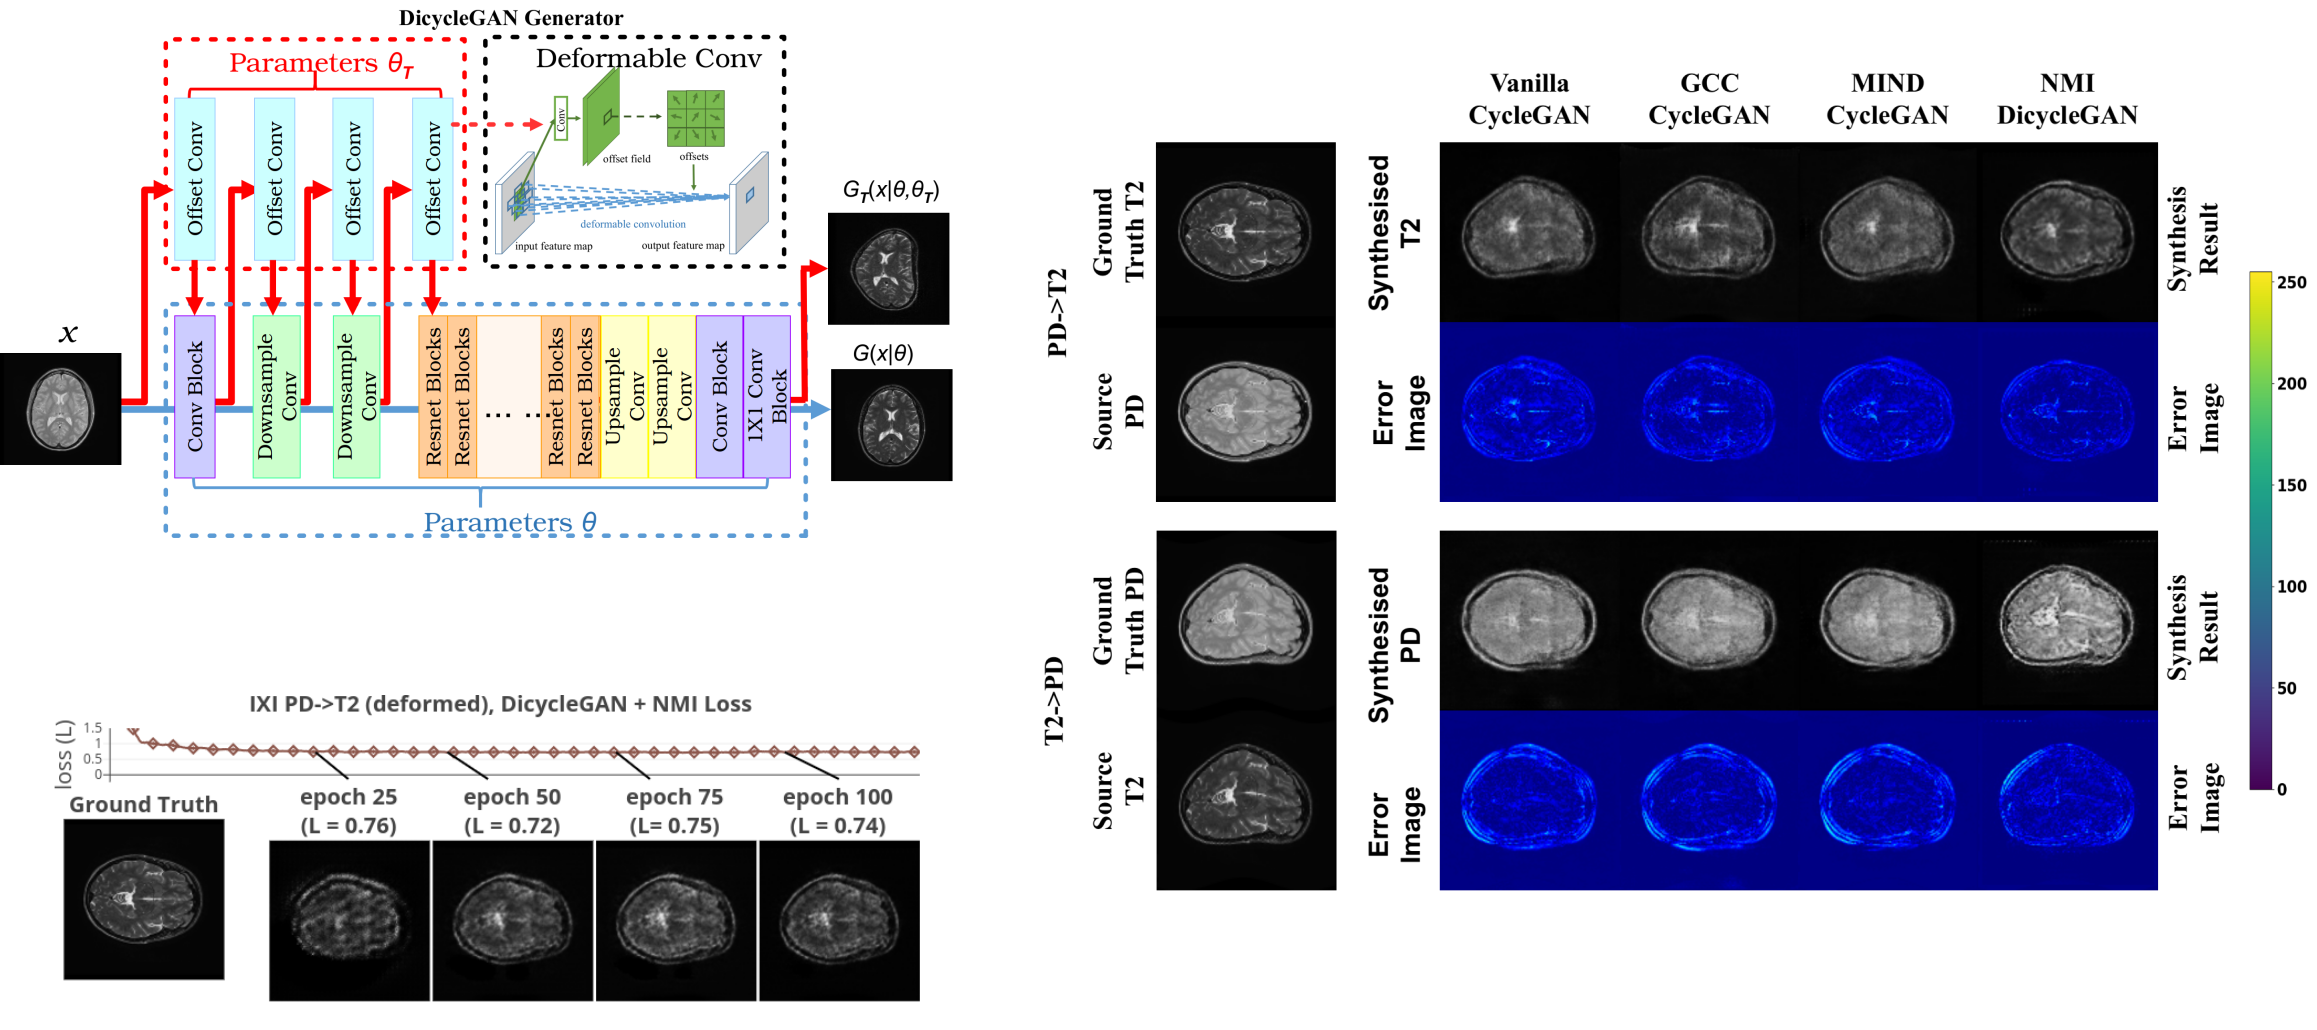 DicycleGAN Generator
Parameters θT
Deformable Conv
Offset Conv
Offset Conv
Offset Conv
Offset Conv
Conv
offset field
offsets
deformable convolution
input feature map
output feature map
GT(x|θ,θT)
G(x|θ)
x
Conv Block
Downsample
Conv
Downsample
Conv
Resnet Blocks
Resnet Blocks
... ...
Resnet Blocks
Resnet Blocks
Upsample
Conv
Upsample
Conv
Conv Block
1X1 Conv
Block
Parameters θ
IXI PD->T2 (deformed), DicycleGAN + NMI Loss
loss (L)
1.5
1
0.5
0
Ground Truth
epoch 25
(L = 0.76)
epoch 50
(L = 0.72)
epoch 75
(L= 0.75)
epoch 100
(L = 0.74)
Vanilla
CycleGAN
GCC
CycleGAN
MIND
CycleGAN
NMI
DicycleGAN
PD->T2
Ground
Truth T2
Source
PD
Synthesised
T2
Error
Image
Synthesis
Result
Error
Image
T2->PD
Ground
Truth PD
Source
T2
Synthesised
PD
Error
Image
Synthesis
Result
Error
Image
250
200
150
100
50
0